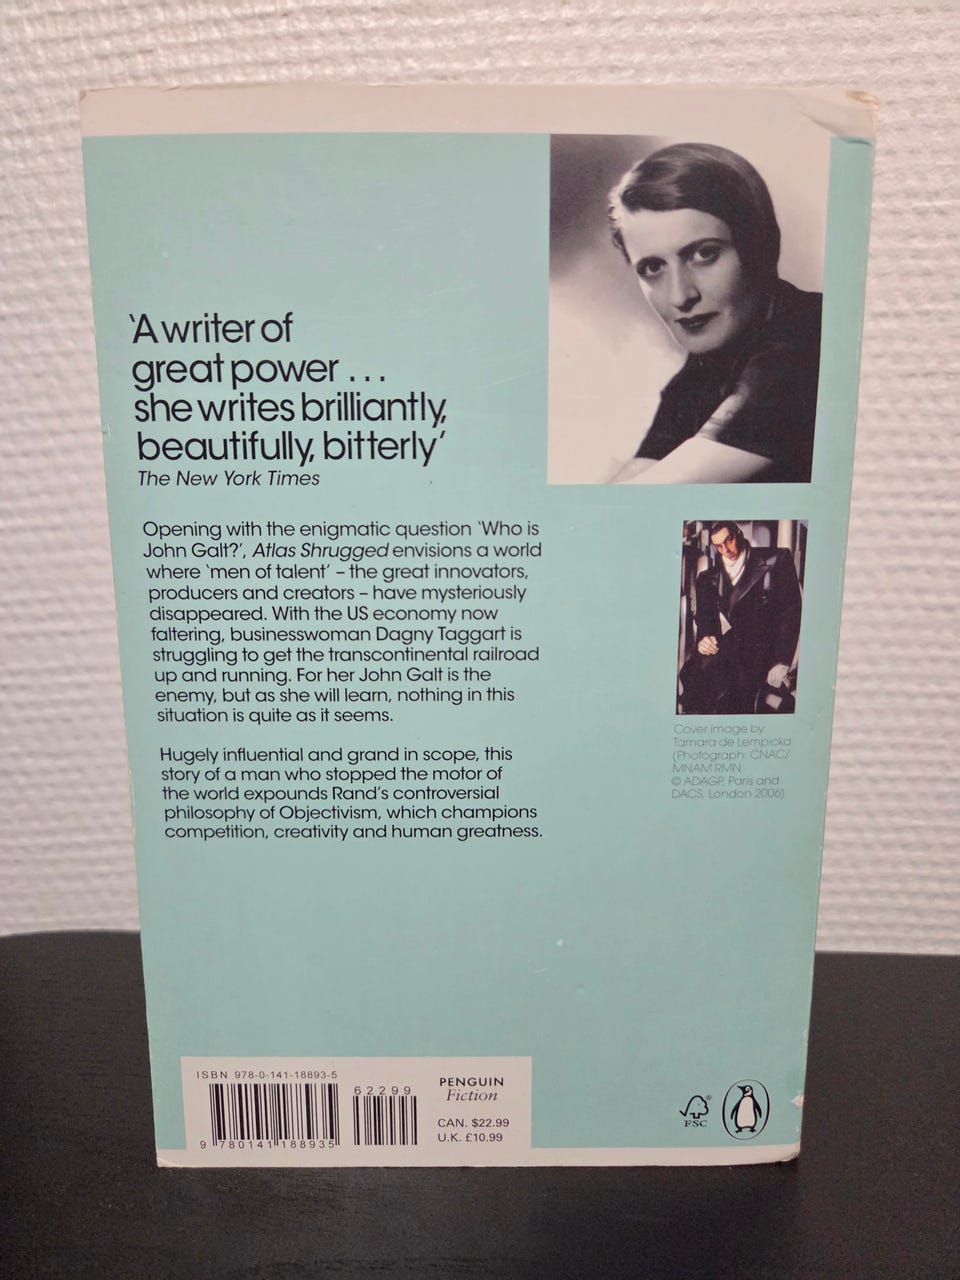 ‘A writer of
great power . . .
she writes brilliantly,
beautifully, bitterly’
The New York Times
Opening with the enigmatic question ‘Who is
John Galt?’, Atlas Shrugged envisions a world
where ‘men of talent’ – the great innovators,
producers and creators – have mysteriously
disappeared. With the US economy now
faltering, businesswoman Dagny Taggart is
struggling to get the transcontinental railroad
up and running. For her John Galt is the
enemy, but as she will learn, nothing in this
situation is quite as it seems.
Hugely influential and grand in scope, this
story of a man who stopped the motor of
the world expounds Rand’s controversial
philosophy of Objectivism, which champions
competition, creativity and human greatness.
Cover image by
Tamara de Lempicka
(Photograph: CNAC/
MNAM RMN
© ADAGP, Paris and
DACS, London 2006)
ISBN 978-0-141-18893-5
62299
9 780141 188935
PENGUIN
Fiction
CAN. $22.99
U.K. £10.99
FSC
®